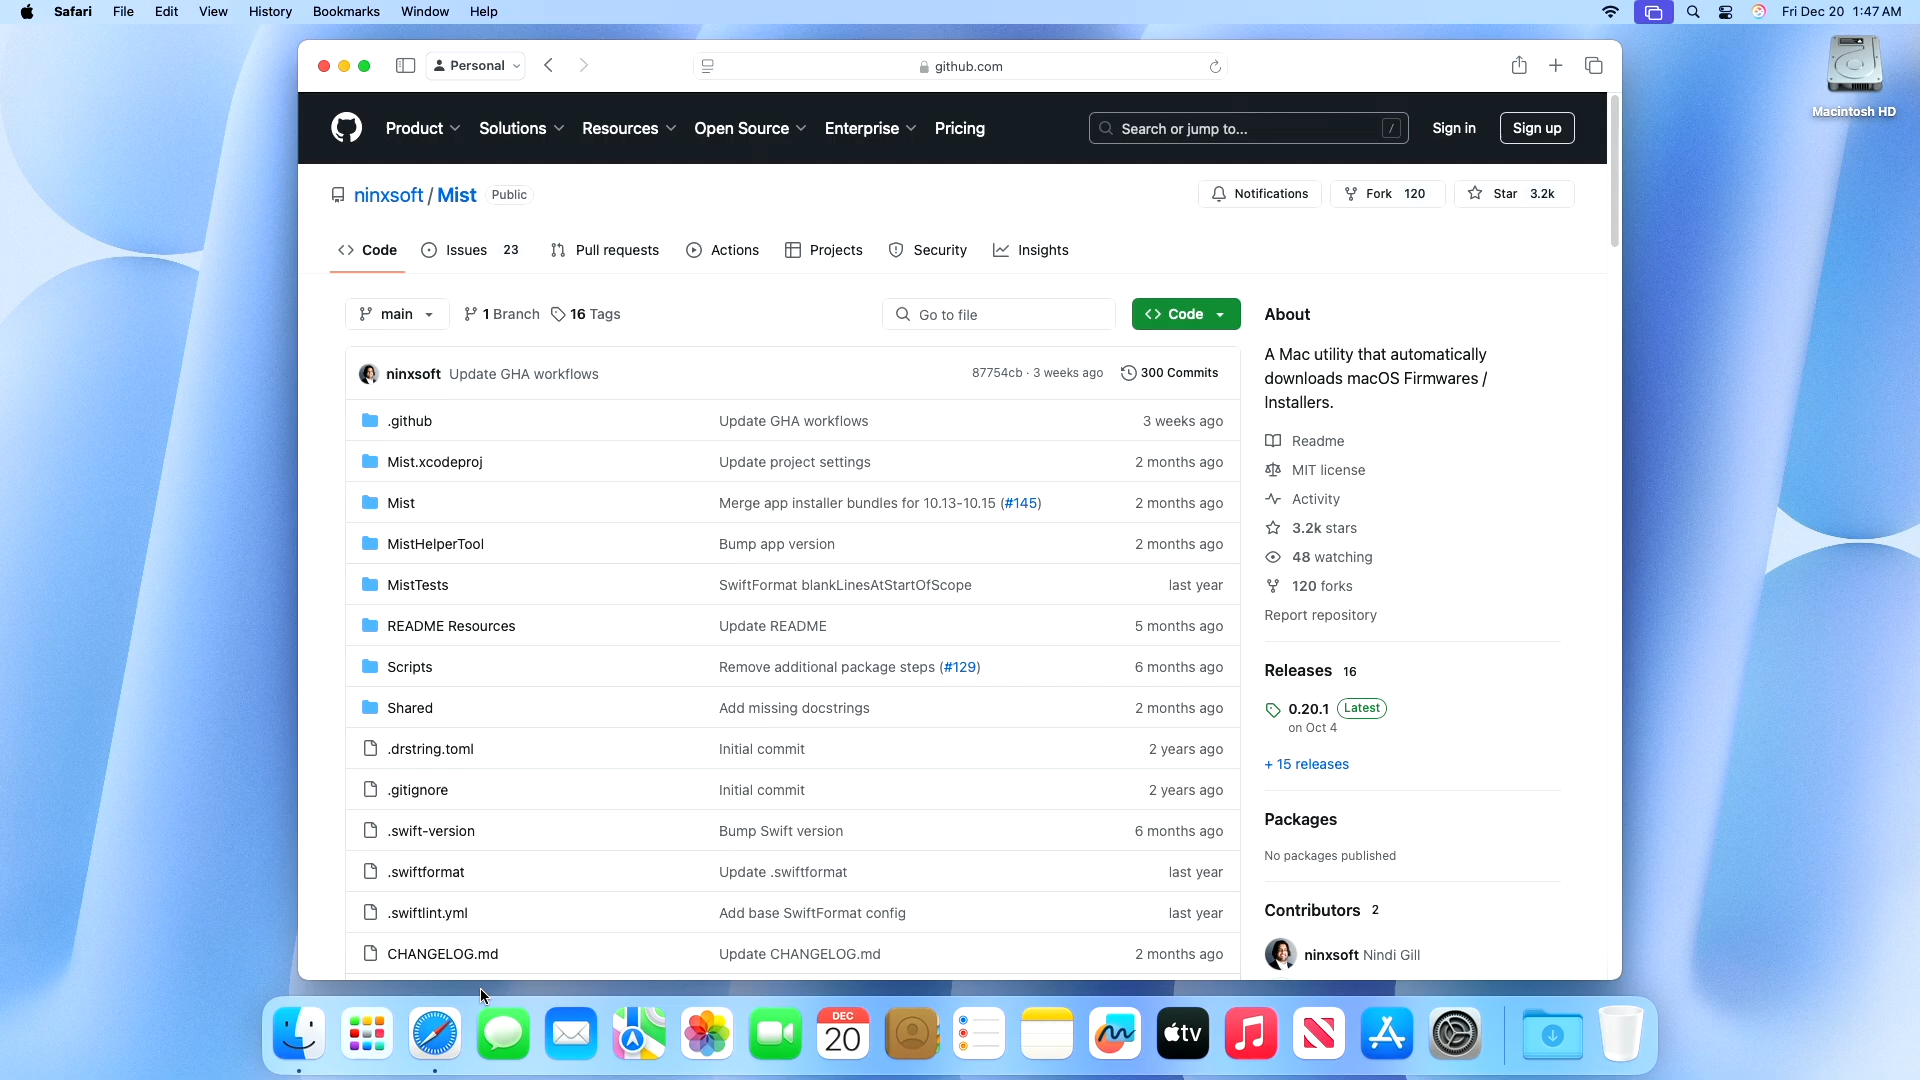 Safari File Edit View History Bookmarks Window Help Fri Dec 20 1:47 AM
Macintosh HD
Personal github.com
Product Solutions Resources Open Source Enterprise Pricing Search or jump to... / Sign in Sign up
ninxsoft / Mist Public Notifications Fork 120 Star 3.2k
Code Issues 23 Pull requests Actions Projects Security Insights
main 1 Branch 16 Tags Go to file Code
ninxsoft Update GHA workflows 87754cb · 3 weeks ago 300 Commits
.github Update GHA workflows 3 weeks ago
Mist.xcodeproj Update project settings 2 months ago
Mist Merge app installer bundles for 10.13-10.15 (#145) 2 months ago
MistHelperTool Bump app version 2 months ago
MistTests SwiftFormat blankLinesAtStartOfScope last year
README Resources Update README 5 months ago
Scripts Remove additional package steps (#129) 6 months ago
Shared Add missing docstrings 2 months ago
.drstring.toml Initial commit 2 years ago
.gitignore Initial commit 2 years ago
.swift-version Bump Swift version 6 months ago
.swiftformat Update .swiftformat last year
.swiftlint.yml Add base SwiftFormat config last year
CHANGELOG.md Update CHANGELOG.md 2 months ago
About
A Mac utility that automatically
downloads macOS Firmwares /
Installers.
Readme
MIT license
Activity
3.2k stars
48 watching
120 forks
Report repository
Releases 16
0.20.1 Latest
on Oct 4
+ 15 releases
Packages
No packages published
Contributors 2
ninxsoft Nindi Gill
DEC
20
tv